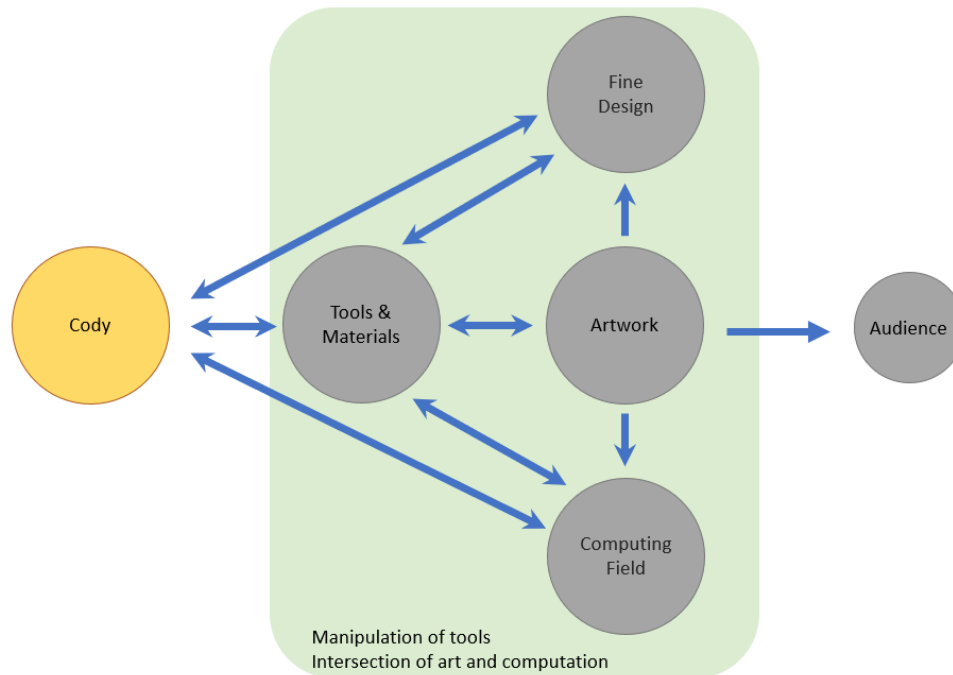 Fine
Design
Cody
Tools &
Materials
Artwork
Audience
Computing
Field
Manipulation of tools
Intersection of art and computation